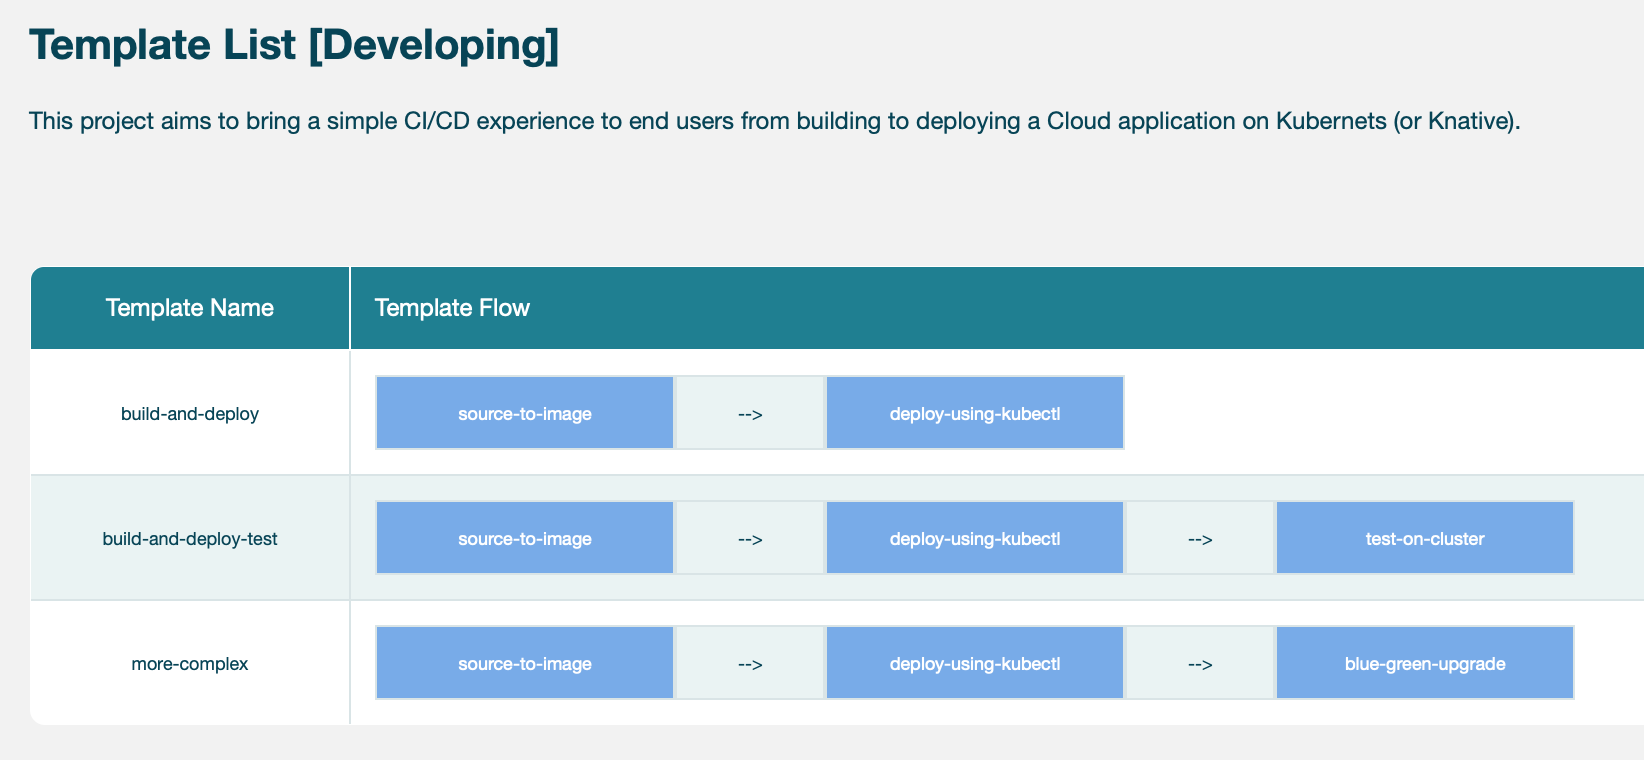 Template List [Developing]
This project aims to bring a simple CI/CD experience to end users from building to deploying a Cloud application on Kubernets (or Knative).
Template Name Template Flow
build-and-deploy source-to-image --> deploy-using-kubectl
build-and-deploy-test source-to-image --> deploy-using-kubectl --> test-on-cluster
more-complex source-to-image --> deploy-using-kubectl --> blue-green-upgrade